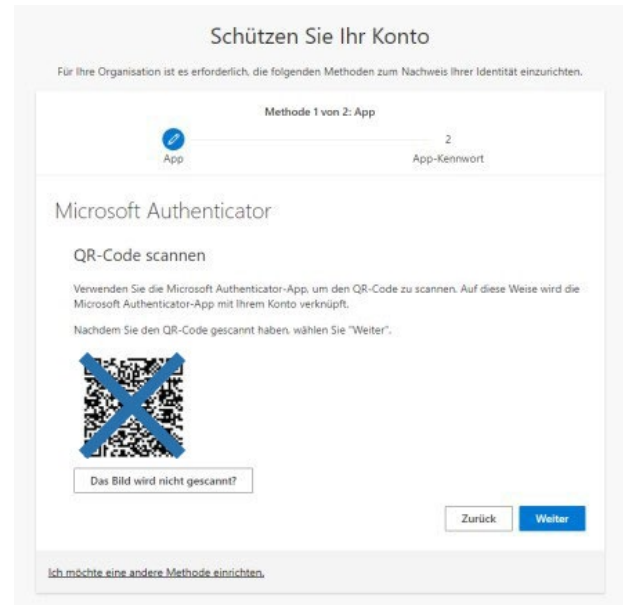 Schützen Sie Ihr Konto
Für Ihre Organisation ist es erforderlich, die folgenden Methoden zum Nachweis Ihrer Identität einzurichten.
Methode 1 von 2: App
2
App
App-Kennwort
Microsoft Authenticator
QR-Code scannen
Verwenden Sie die Microsoft Authenticator-App, um den QR-Code zu scannen. Auf diese Weise wird die
Microsoft Authenticator-App mit Ihrem Konto verknüpft.
Nachdem Sie den QR-Code gescannt haben, wählen Sie "Weiter".
Das Bild wird nicht gescannt?
Zurück
Weiter
Ich möchte eine andere Methode einrichten.